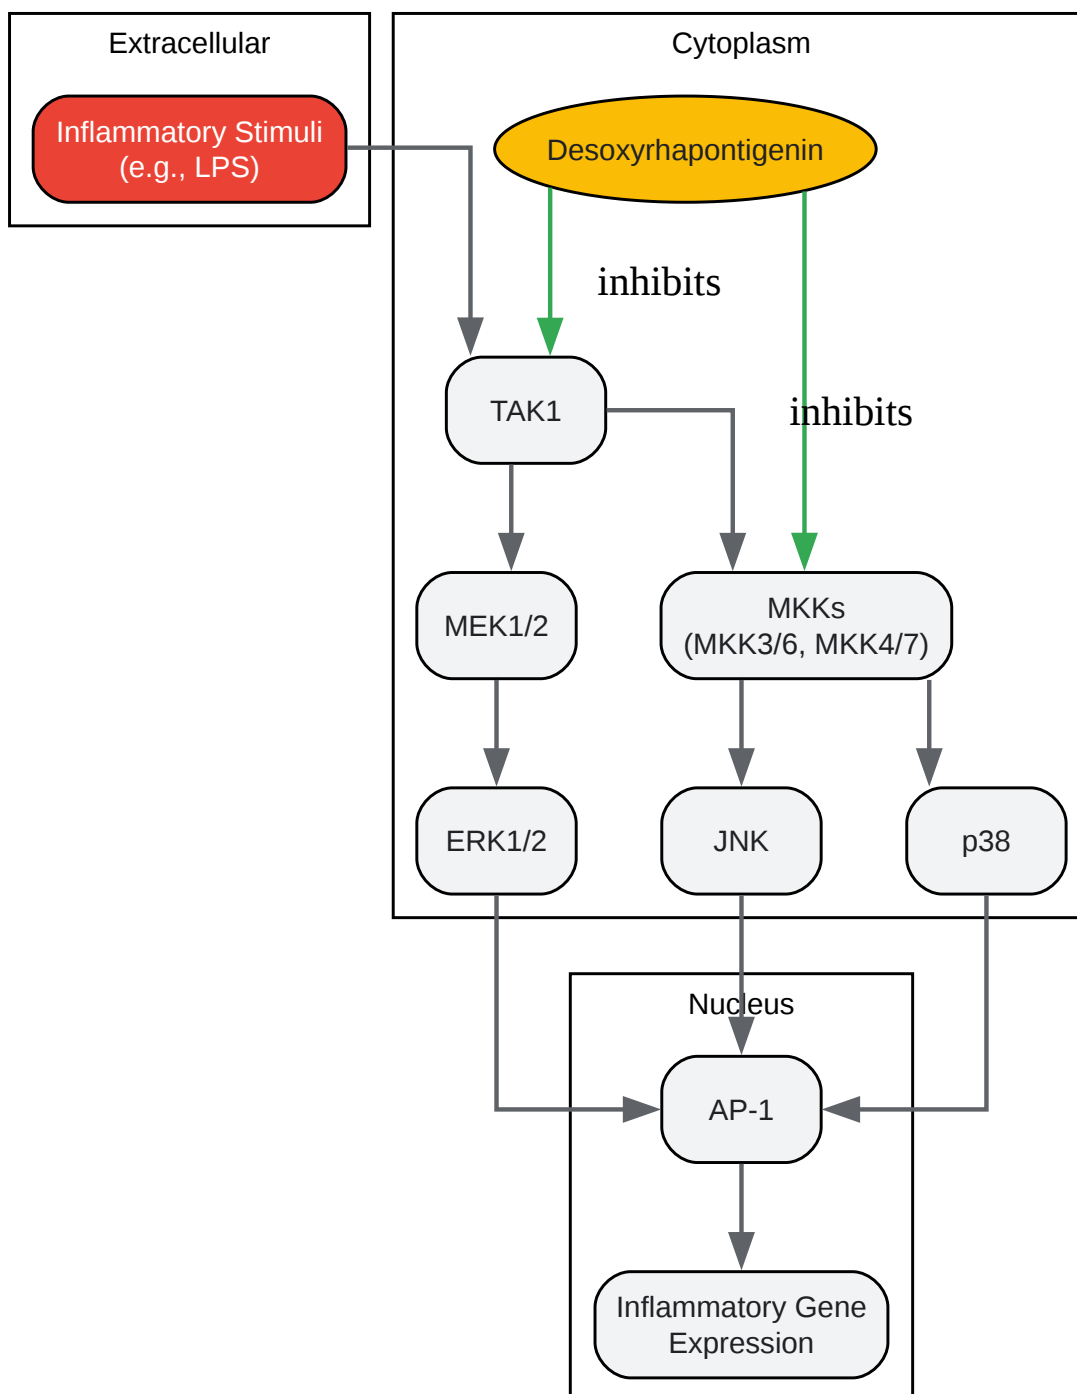 Extracellular
Cytoplasm
Inflammatory Stimuli
(e.g., LPS)
Desoxyrhapontigenin
inhibits
inhibits
TAK1
MEK1/2
MKKs
(MKK3/6, MKK4/7)
ERK1/2
JNK
p38
Nucleus
AP-1
Inflammatory Gene
Expression